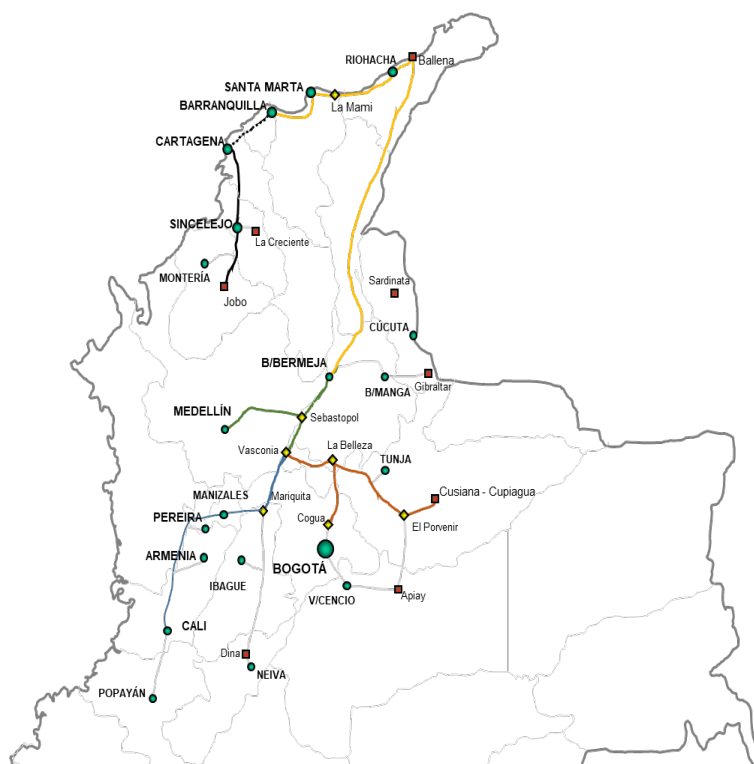 RIOHACHA
Ballena
SANTA MARTA
BARRANQUILLA
La Mami
CARTAGENA
SINCELEJO
La Creciente
MONTERÍA
Jobo
Sardinata
CÚCUTA
B/BERMEJA
Gibraltar
B/MANGA
MEDELLÍN
Sebastopol
La Belleza
Vasconia
TUNJA
Cusiana - Cupiagua
MANIZALES
Mariquita
PEREIRA
Cogua
El Porvenir
ARMENIA
IBAGUE
BOGOTÁ
V/CENCIO
Apiay
CALI
Dina
NEIVA
POPAYÁN